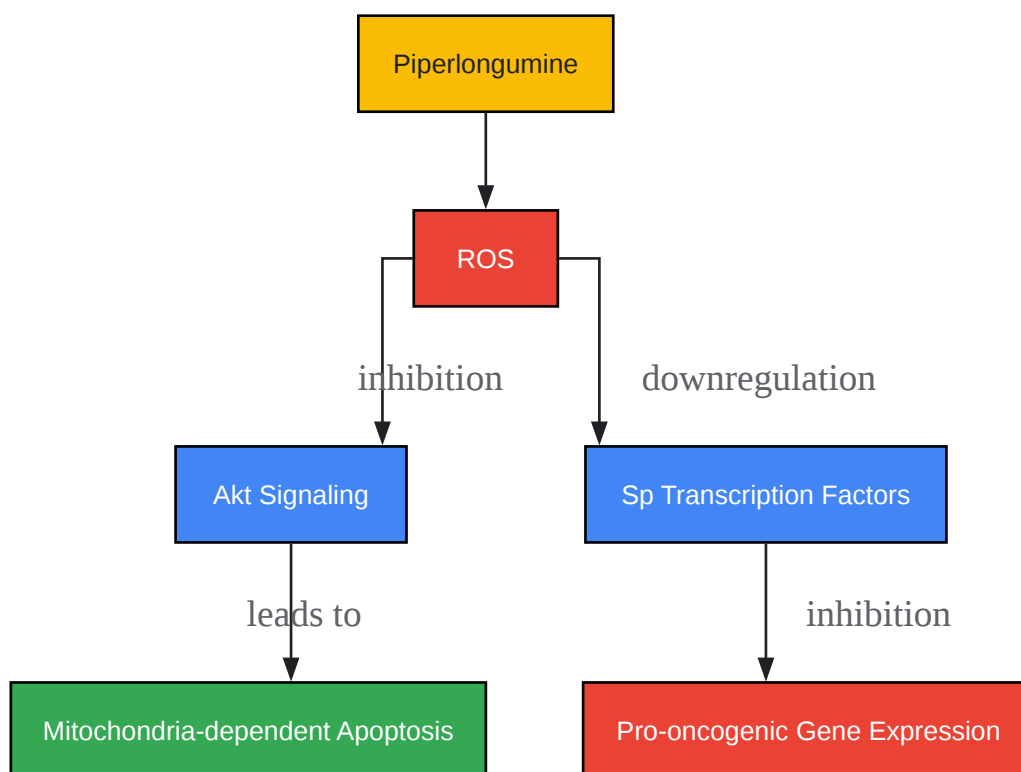 Piperlongumine
ROS
inhibition
downregulation
Akt Signaling
Sp Transcription Factors
leads to
inhibition
Mitochondria-dependent Apoptosis
Pro-oncogenic Gene Expression